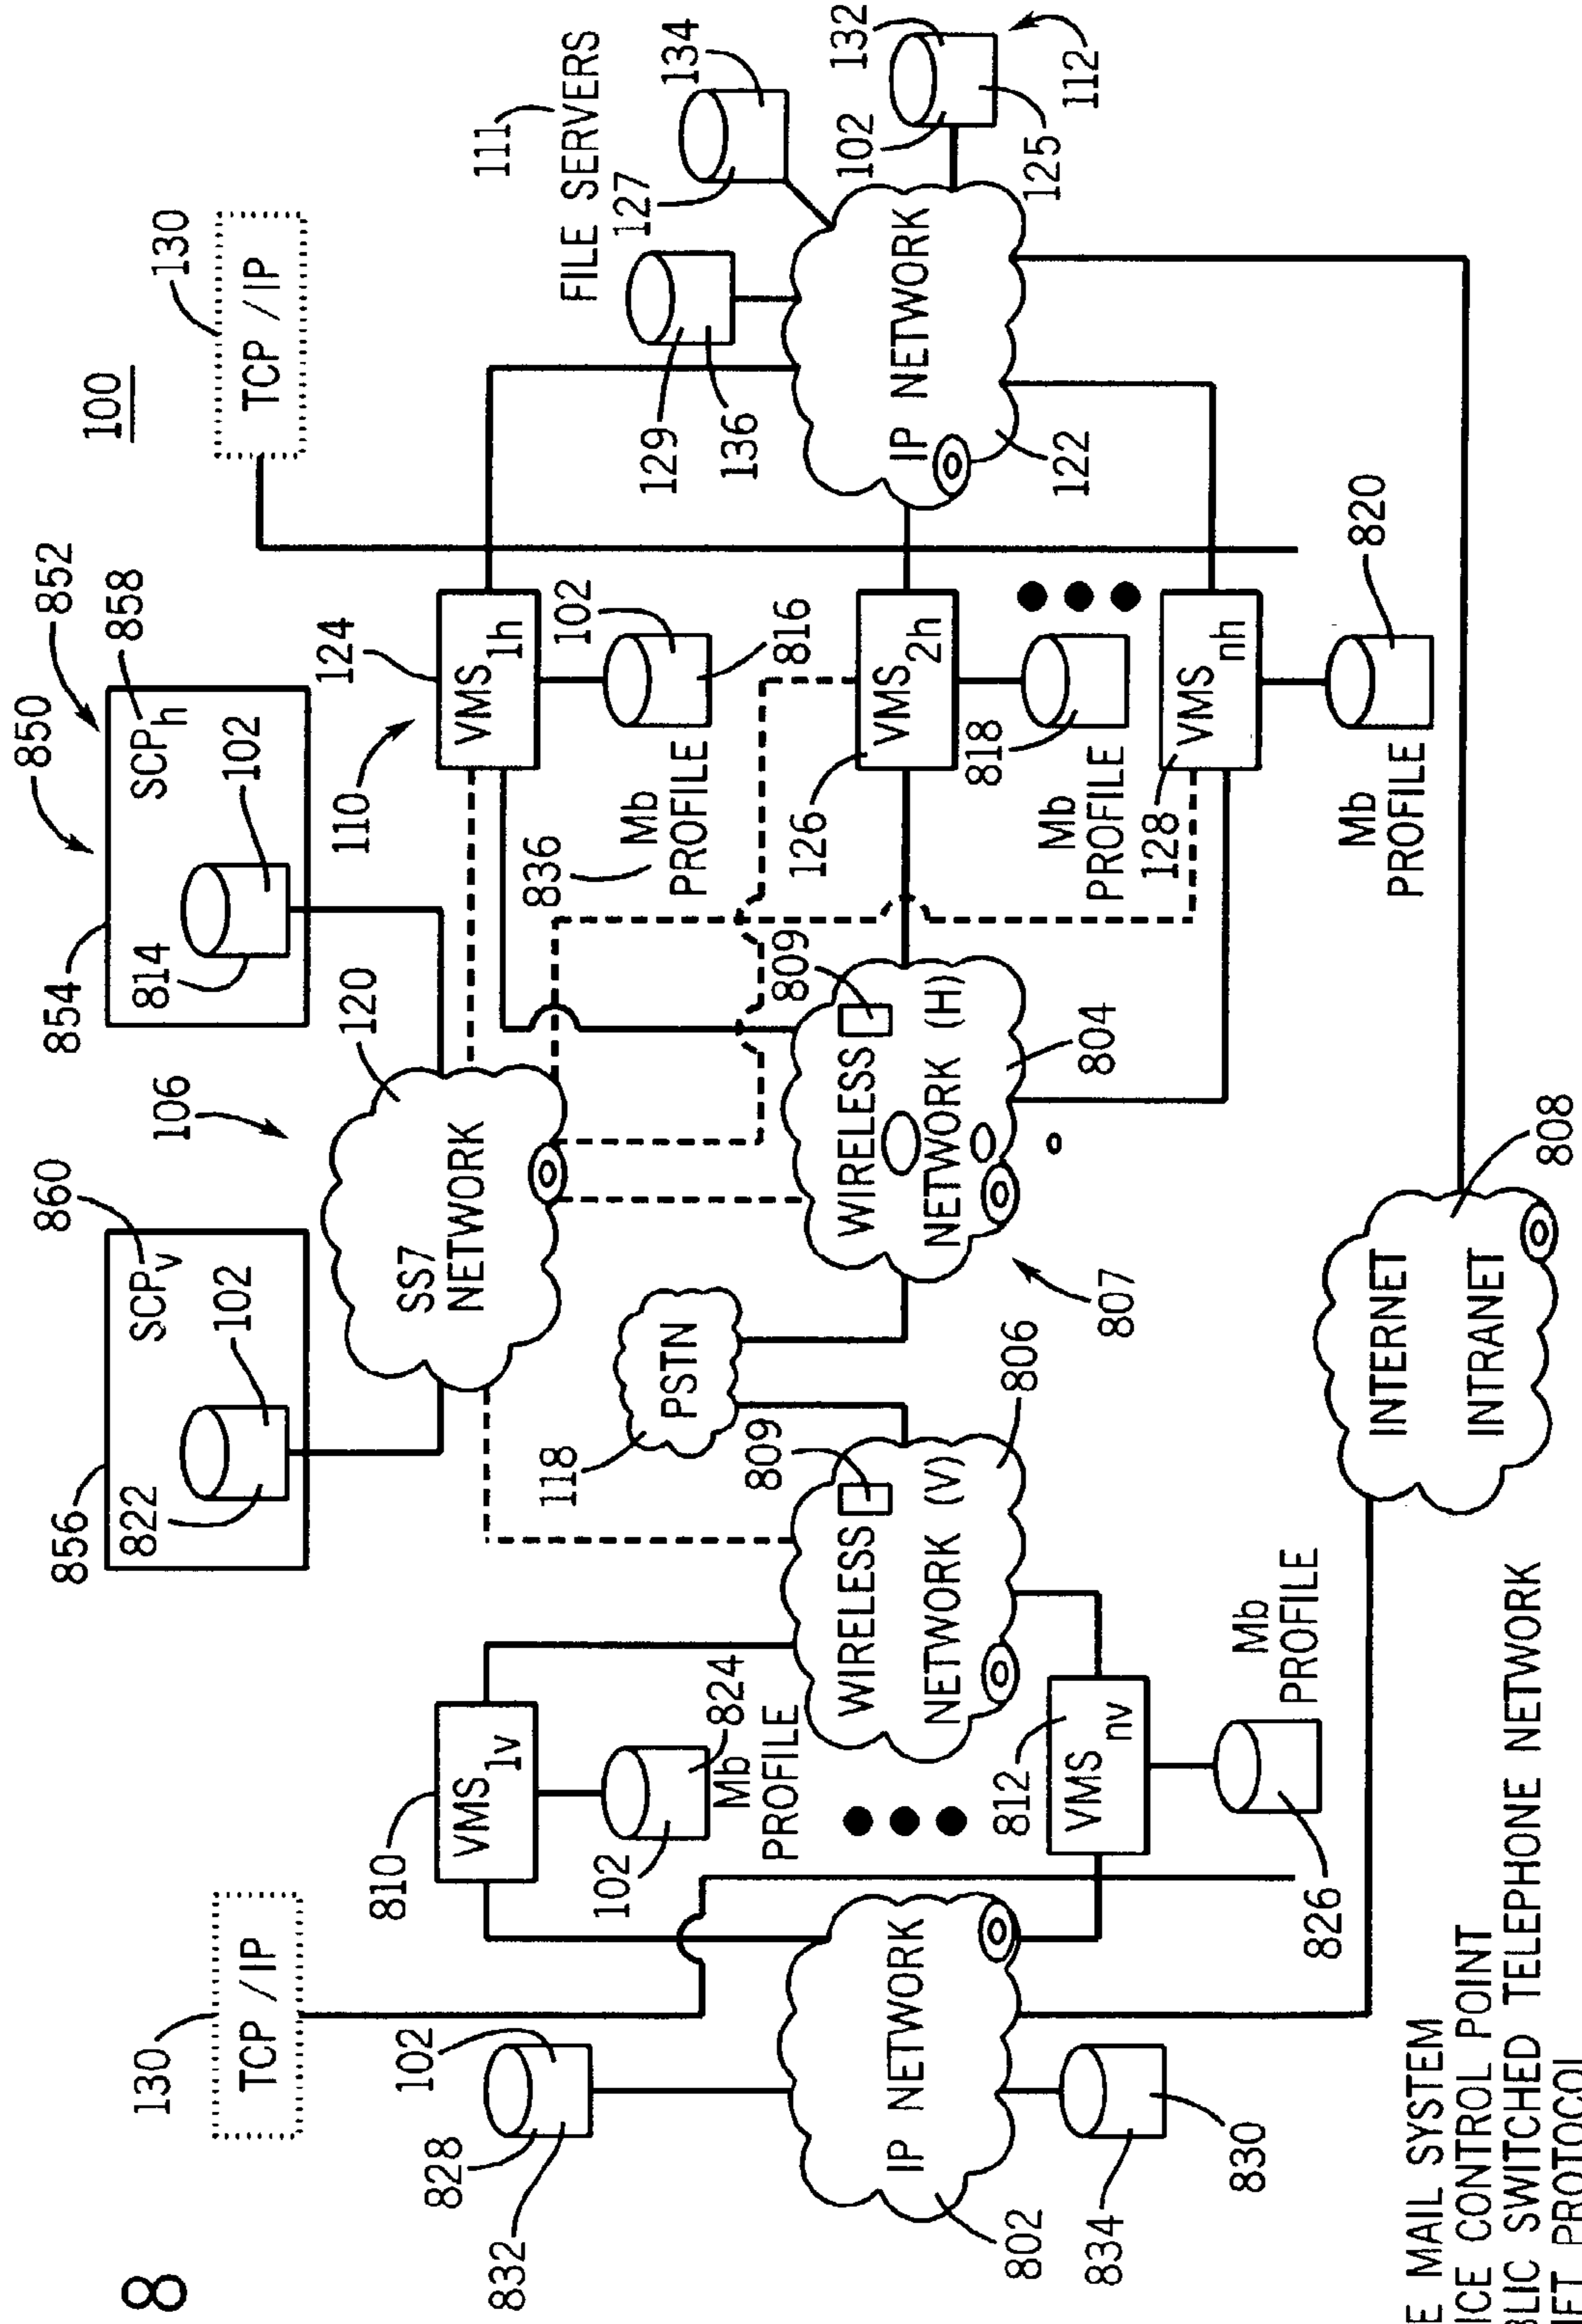 8
100
130
TCP/IP
130
TCP/IP
856
822
SCPv
860
102
106
854
814
SCPh
850
852
858
102
SS7
NETWORK
120
110
124
VMS1h
102
816
836
Mb
PROFILE
111
FILE SERVERS
127
134
129
136
102
132
125
112
IP NETWORK
122
126
VMS2h
818
Mb
PROFILE
128
VMSnh
820
Mb
PROFILE
809
WIRELESS
NETWORK (H)
804
807
118
PSTN
809
WIRELESS
NETWORK (V)
806
810
VMS1v
102
824
Mb
PROFILE
812
VMSnv
826
Mb
PROFILE
828
832
102
IP NETWORK
802
834
830
INTERNET
INTRANET
808
MAIL SYSTEM
CONTROL POINT
SWITCHED TELEPHONE NETWORK
PROTOCOL